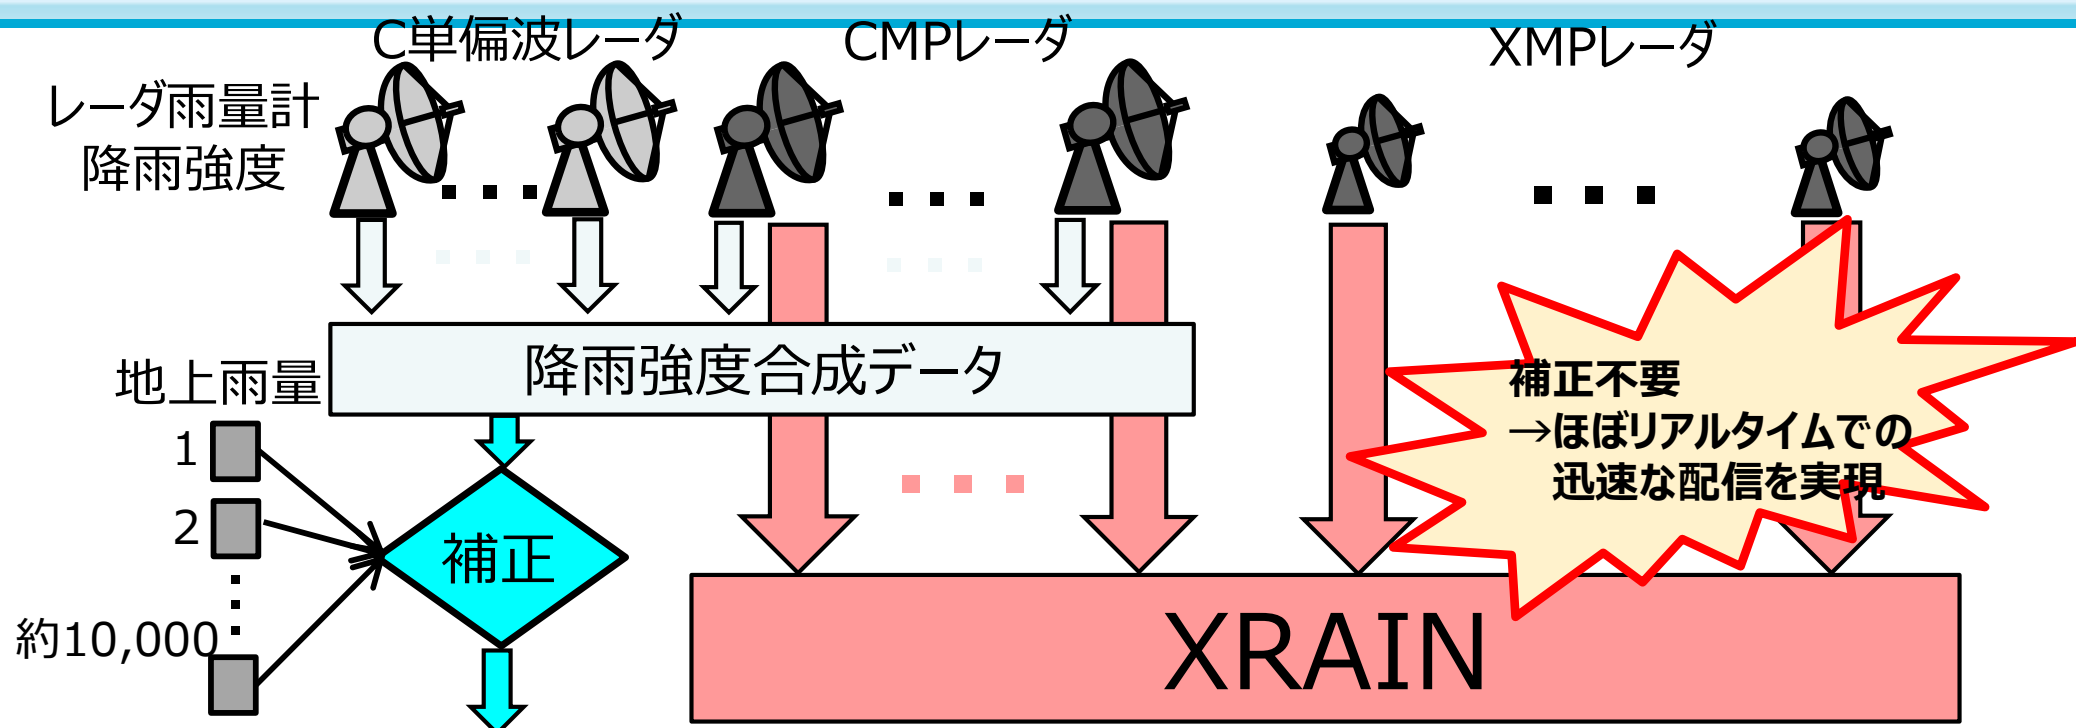 C単偏波レーダ
CMPレーダ
XMPレーダ
レーダ雨量計
降雨強度
降雨強度合成データ
地上雨量
1
2
約10,000
補正
補正不要
→ほぼリアルタイムでの
迅速な配信を実現
XRAIN